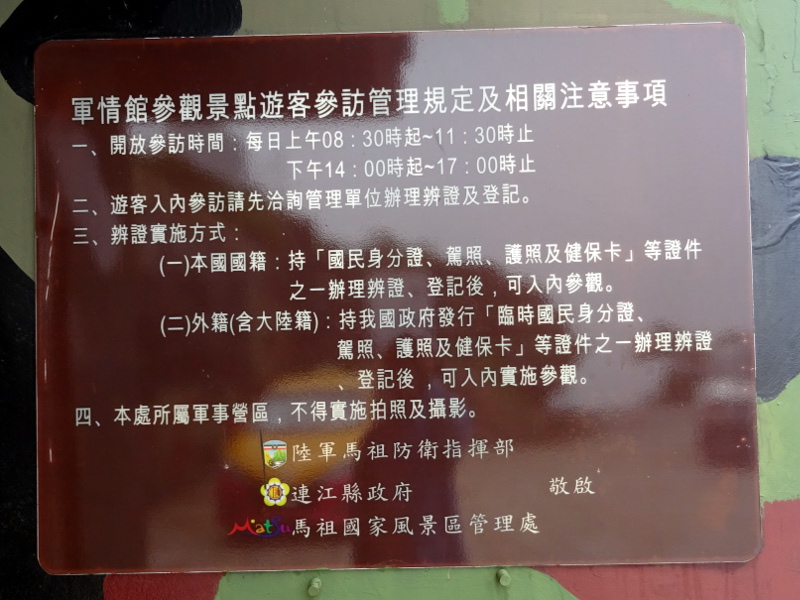 軍情館參觀景點遊客參訪管理規定及相關注意事項
一、開放參訪時間：每日上午08：30時起~11：30時止
下午14：00時起~17：00時止
二、遊客入內參訪請先洽詢管理單位辦理辨證及登記。
三、辨證實施方式：
(一)本國國籍：持「國民身分證、駕照、護照及健保卡」等證件
之一辦理辨證、登記後，可入內參觀。
(二)外籍(含大陸籍)：持我國政府發行「臨時國民身分證、
駕照、護照及健保卡」等證件之一辦理辨證
、登記後，可入內實施參觀。
四、本處所屬軍事營區，不得實施拍照及攝影。
陸軍馬祖防衛指揮部
連江縣政府 敬啟
Matsu 馬祖國家風景區管理處